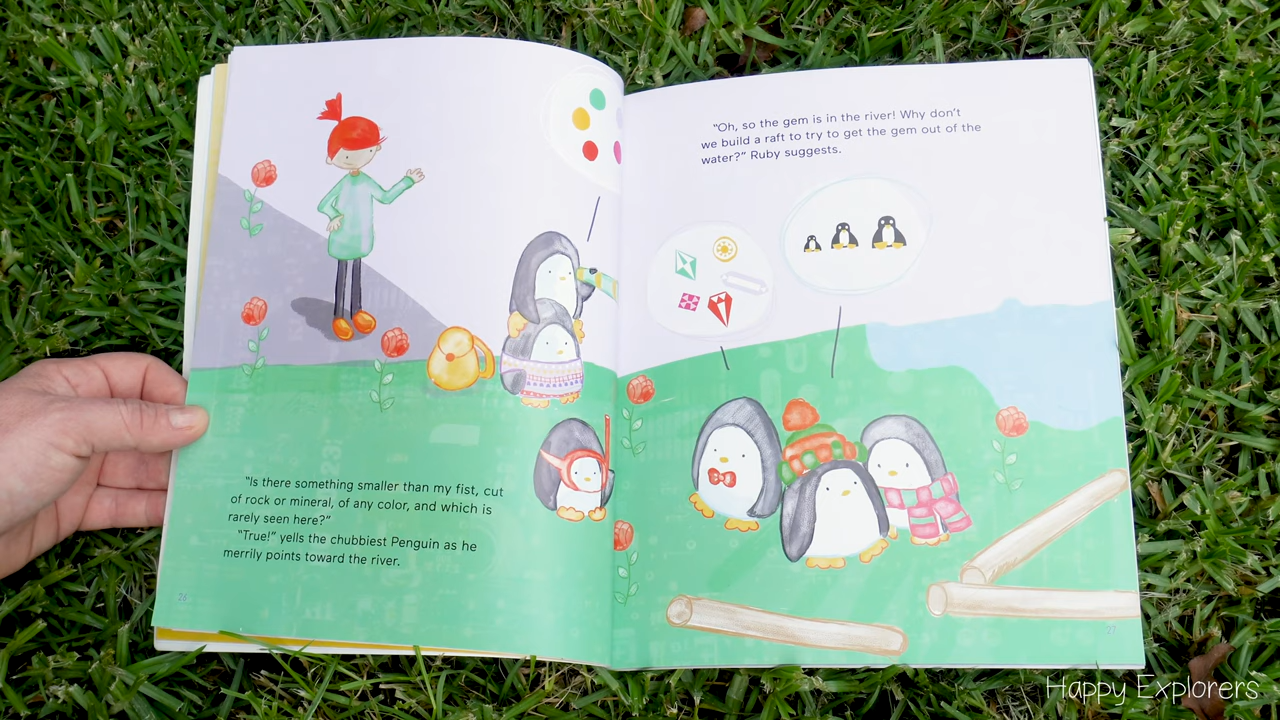 "Is there something smaller than my fist, cut
of rock or mineral, of any color, and which is
rarely seen here?"
"True!" yells the chubbiest Penguin as he
merrily points toward the river.
26
"Oh, so the gem is in the river! Why don't
we build a raft to try to get the gem out of the
water?" Ruby suggests.
27
Happy Explorers